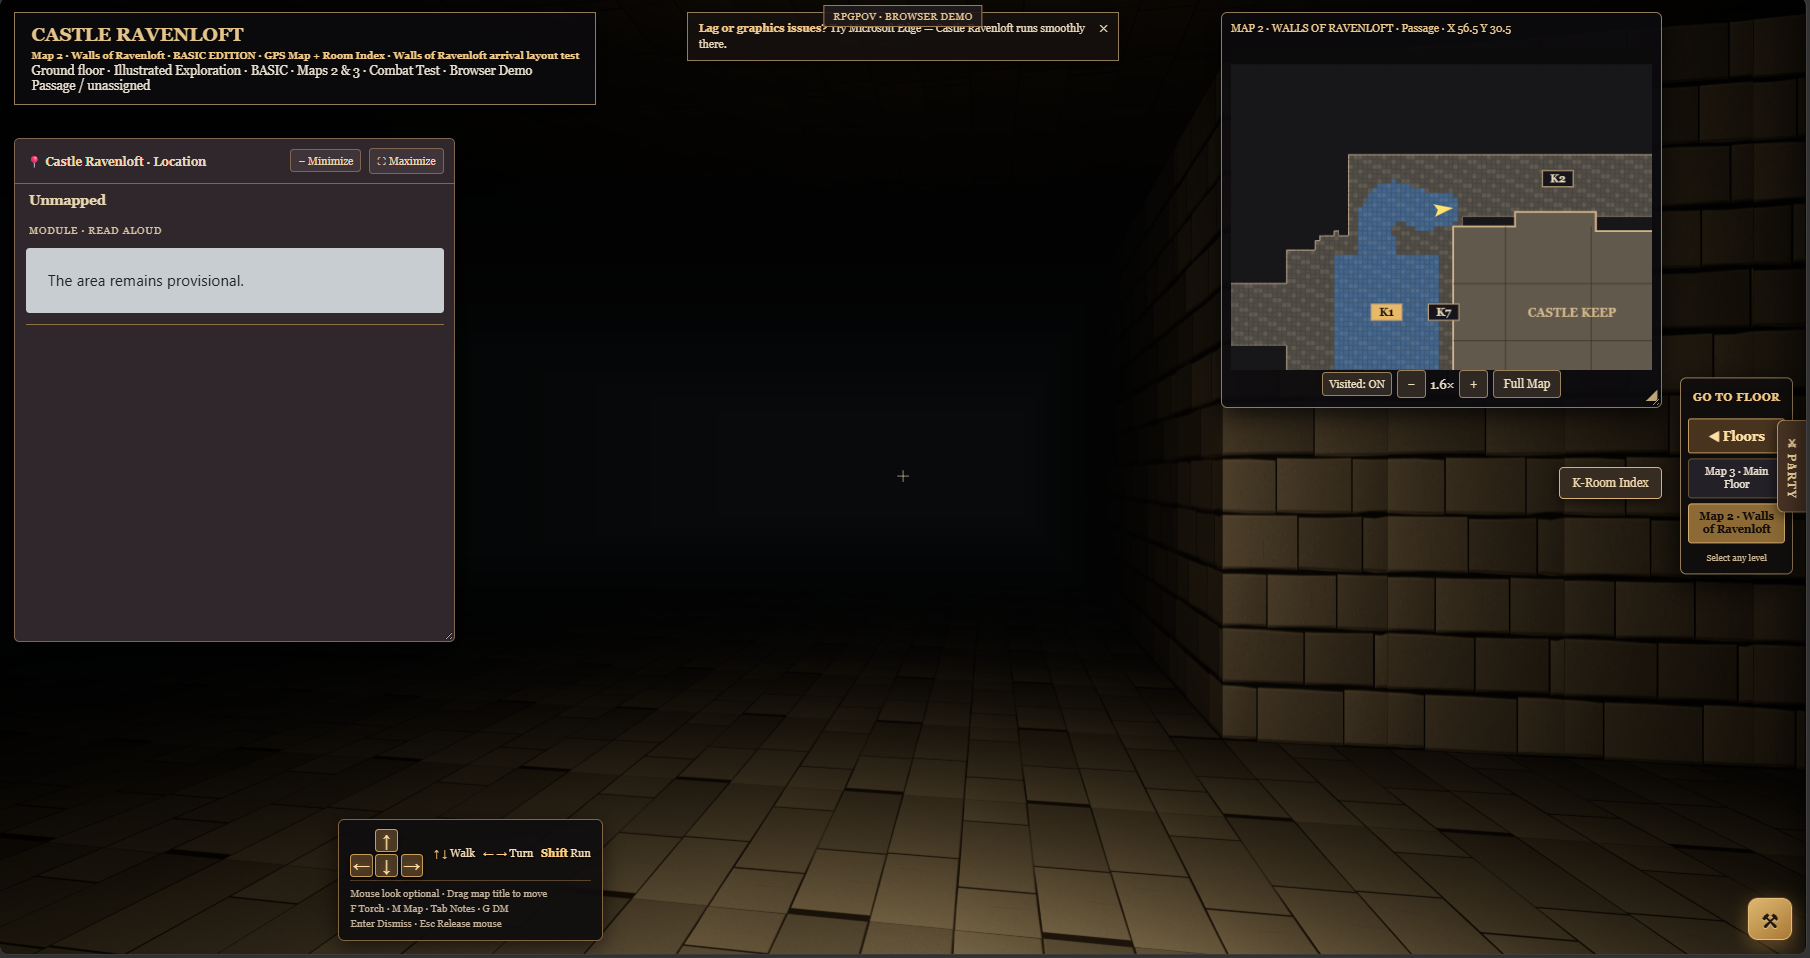 CASTLE RAVENLOFT
Map 2 · Walls of Ravenloft · BASIC EDITION · GPS Map + Room Index · Walls of Ravenloft arrival layout test
Ground floor · Illustrated Exploration · BASIC · Maps 2 & 3 · Combat Test · Browser Demo
Passage / unassigned
RPGPOV · BROWSER DEMO
Lag or graphics issues? Try Microsoft Edge — Castle Ravenloft runs smoothly
there.
×
MAP 2 · WALLS OF RAVENLOFT · Passage · X 56.5 Y 30.5
K2
K1
K7
CASTLE KEEP
Visited: ON
−
1.6×
+
Full Map
📍 Castle Ravenloft · Location
− Minimize
⛶ Maximize
Unmapped
MODULE · READ ALOUD
The area remains provisional.
GO TO FLOOR
◀ Floors
Map 3 · Main
Floor
Map 2 · Walls
of Ravenloft
Select any level
PARTY
K-Room Index
↑
← ↓ →
↑↓ Walk ←→ Turn Shift Run
Mouse look optional · Drag map title to move
F Torch · M Map · Tab Notes · G DM
Enter Dismiss · Esc Release mouse